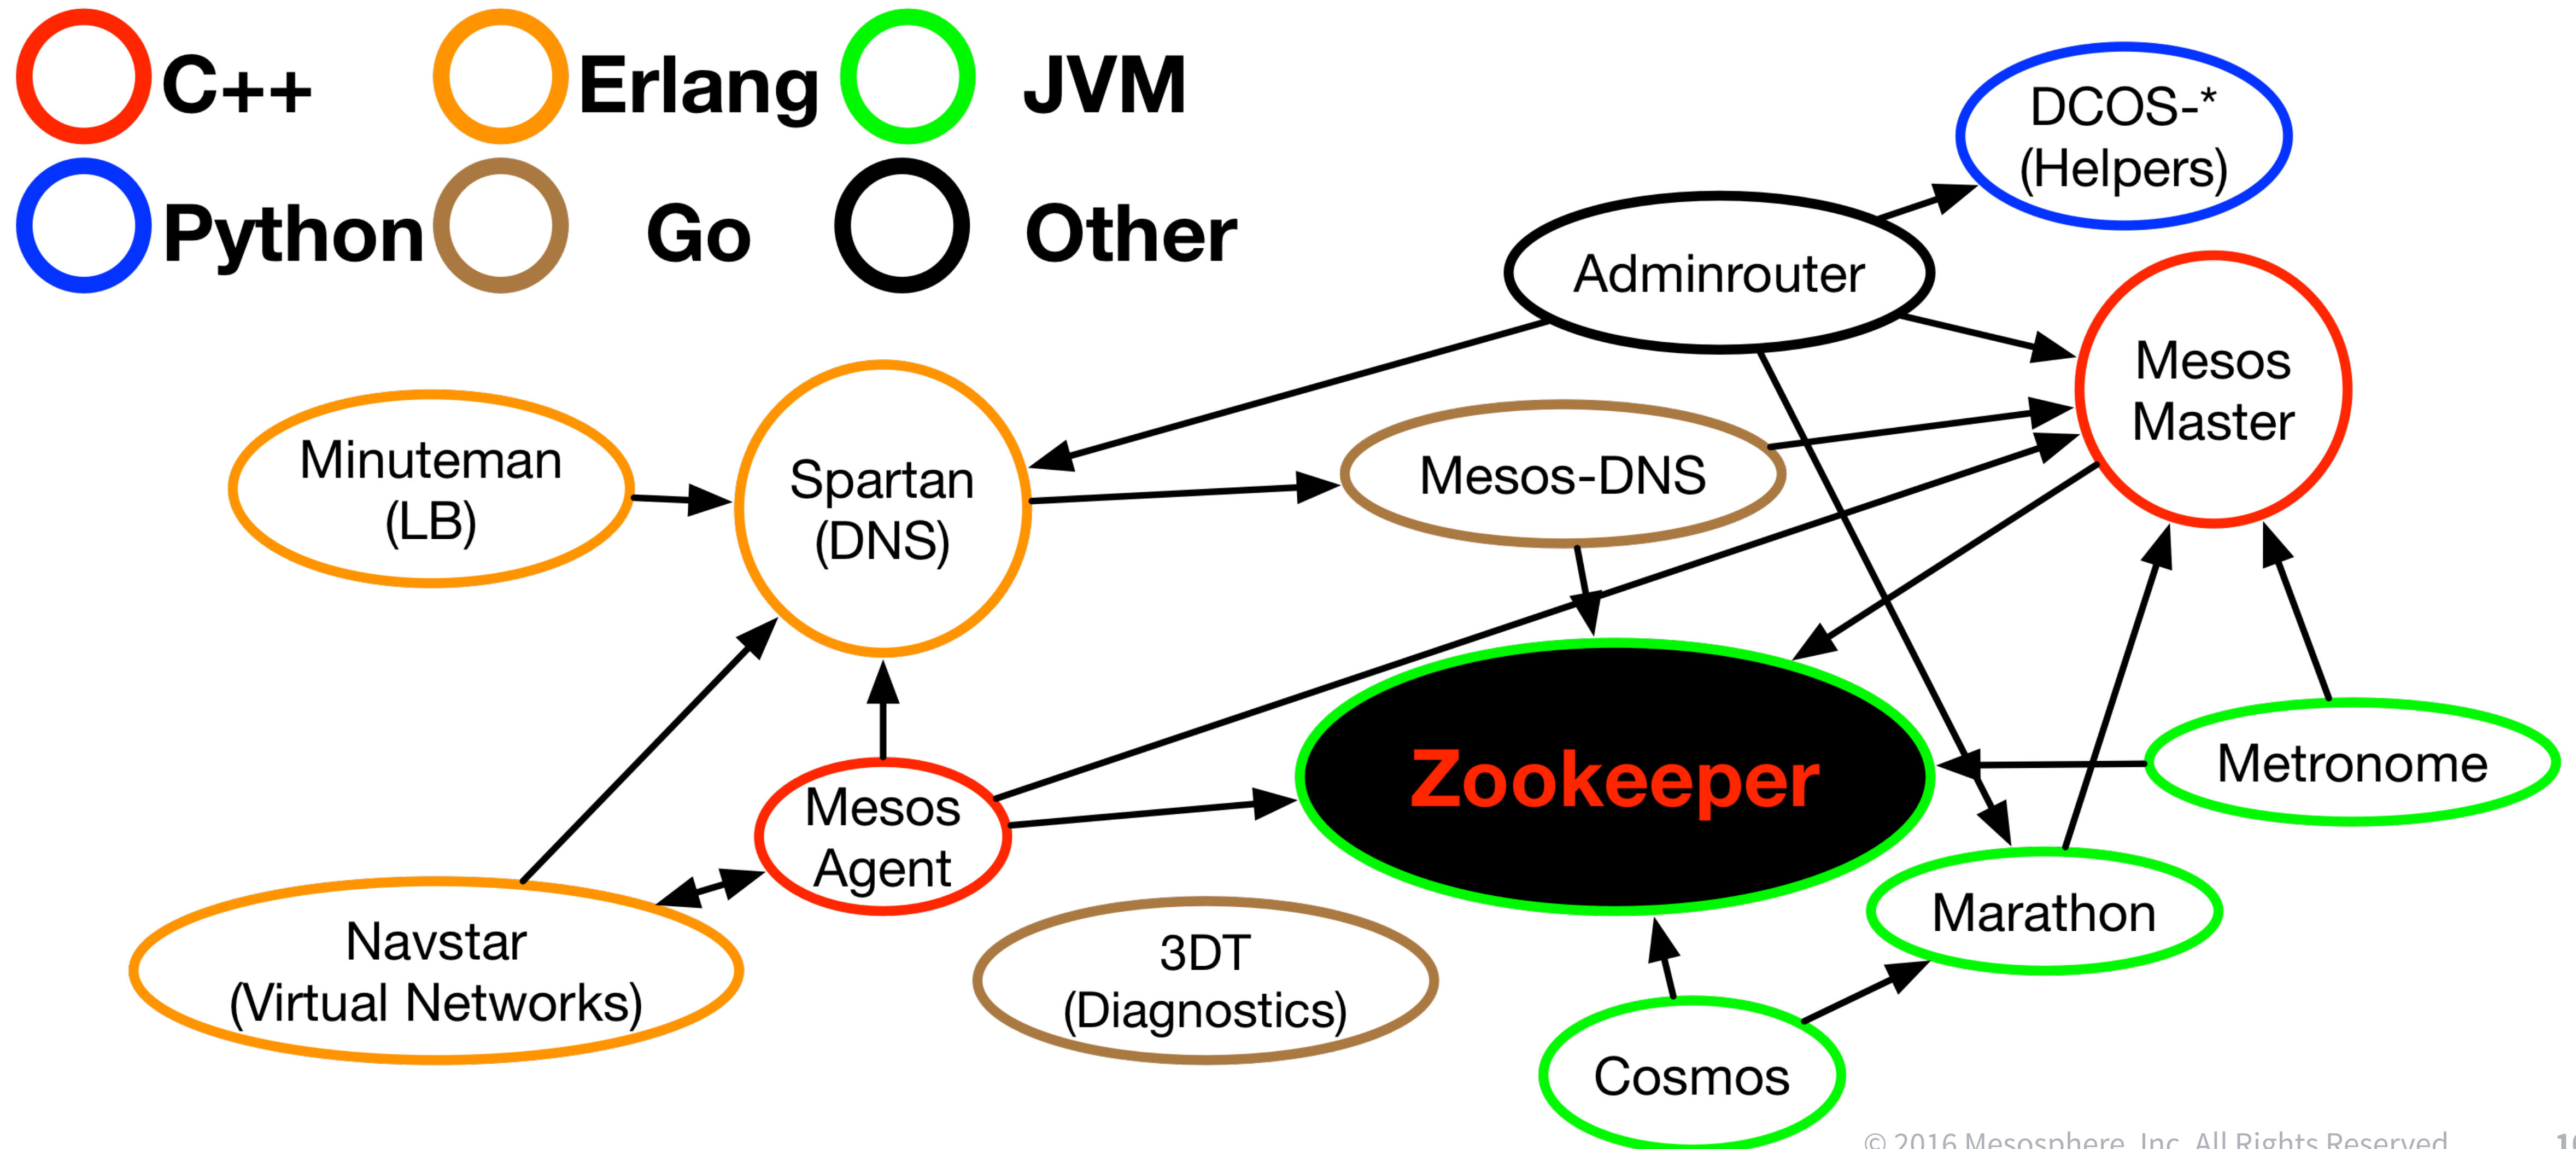 C++
Erlang
JVM
Python
Go
Other
DCOS-*
(Helpers)
Adminrouter
Mesos
Master
Minuteman
(LB)
Spartan
(DNS)
Mesos-DNS
Zookeeper
Metronome
Mesos
Agent
Marathon
Navstar
(Virtual Networks)
3DT
(Diagnostics)
Cosmos
© 2016 Mesosphere, Inc. All Rights Reserved